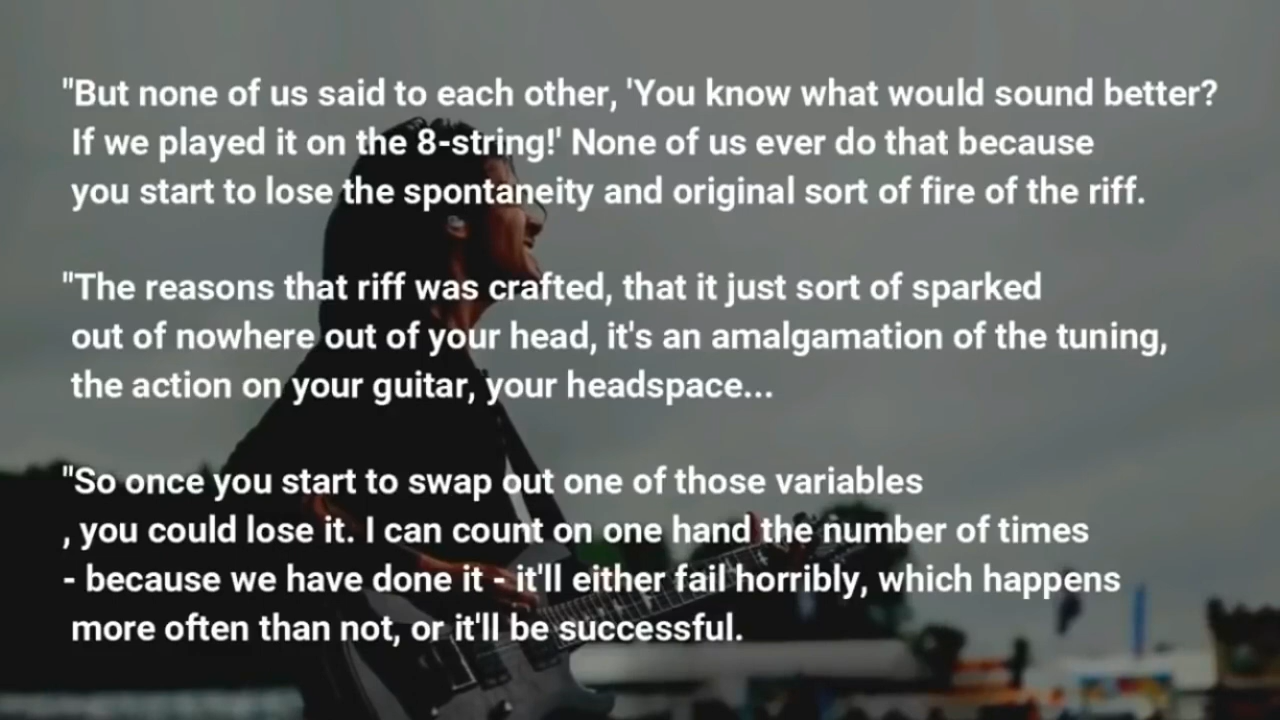 "But none of us said to each other, 'You know what would sound better?
If we played it on the 8-string!' None of us ever do that because
you start to lose the spontaneity and original sort of fire of the riff.
"The reasons that riff was crafted, that it just sort of sparked
out of nowhere out of your head, it's an amalgamation of the tuning,
the action on your guitar, your headspace...
"So once you start to swap out one of those variables
, you could lose it. I can count on one hand the number of times
- because we have done it - it'll either fail horribly, which happens
more often than not, or it'll be successful.